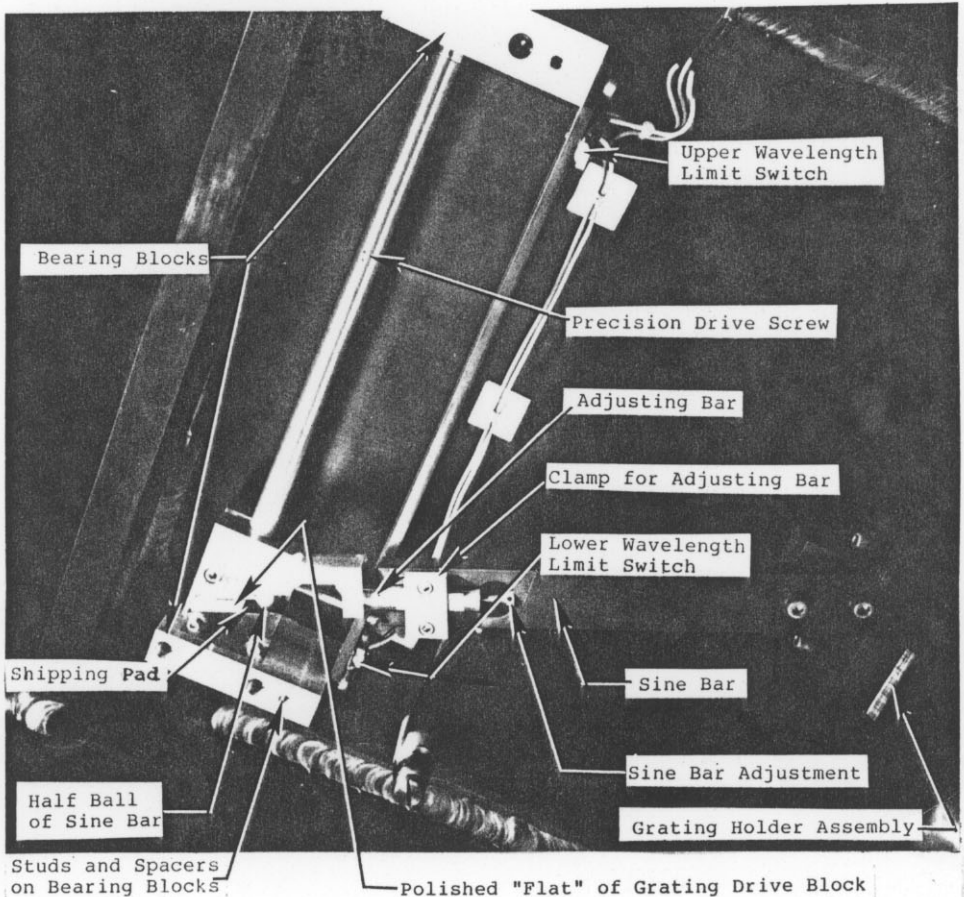 Upper Wavelength
Limit Switch
Bearing Blocks
Precision Drive Screw
Adjusting Bar
Clamp for Adjusting Bar
Lower Wavelength
Limit Switch
Shipping Pad
Sine Bar
Sine Bar Adjustment
Half Ball
of Sine Bar
Grating Holder Assembly
Studs and Spacers
on Bearing Blocks
Polished "Flat" of Grating Drive Block